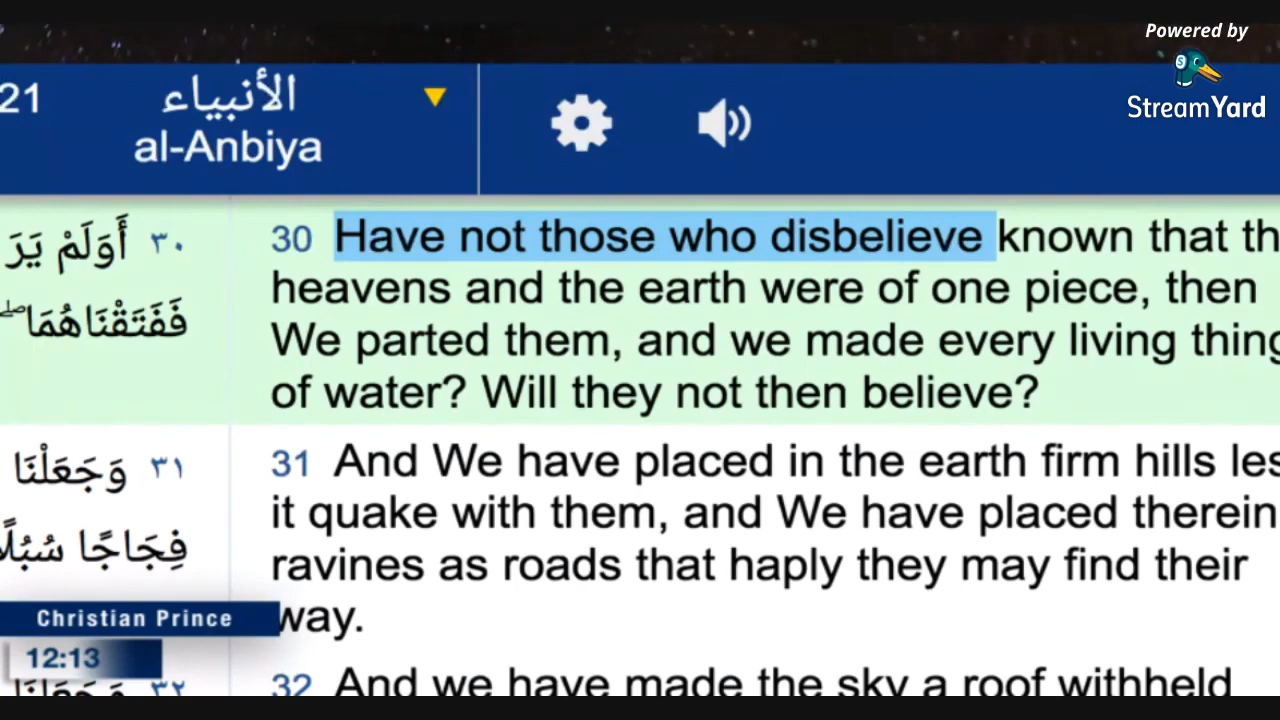 Powered by
StreamYard
21
الأنبياء
al-Anbiya
٣٠ أَوَلَمْ يَرَ
فَفَتَقْنَاهُمَا ۖ
30 Have not those who disbelieve known that th
heavens and the earth were of one piece, then
We parted them, and we made every living thing
of water? Will they not then believe?
٣١ وَجَعَلْنَا
فِجَاجًا سُبُلًا
31 And We have placed in the earth firm hills les
it quake with them, and We have placed therein
ravines as roads that haply they may find their
way.
Christian Prince
12:13
٣٢ وَجَعَلْنَا
32 And we have made the sky a roof withheld